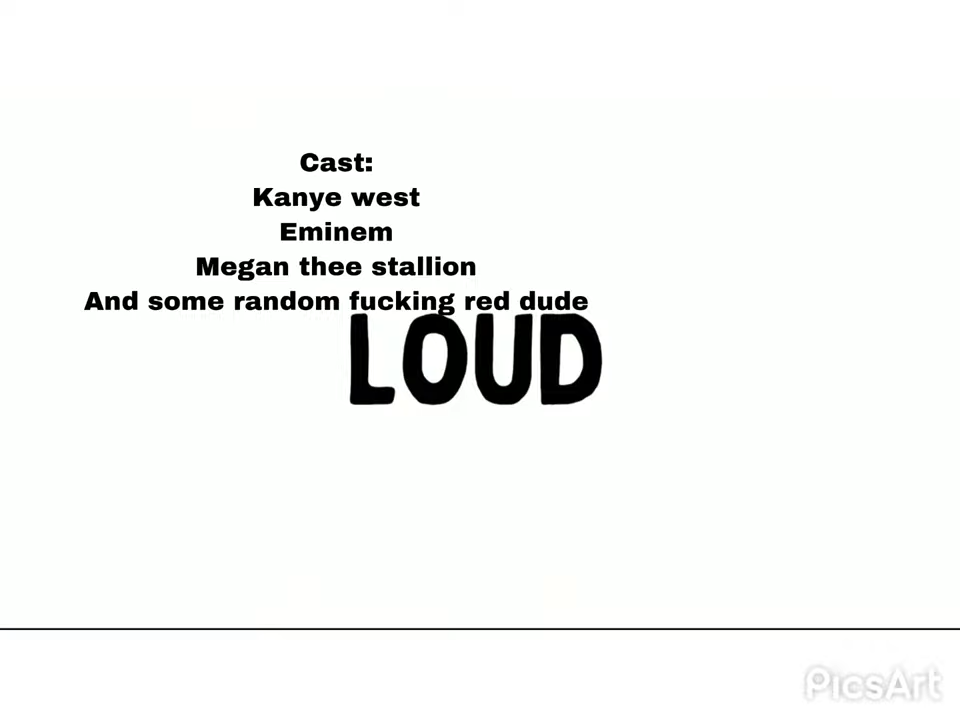 Cast:
Kanye west
Eminem
Megan thee stallion
And some random fucking red dude
LOUD
PicsArt